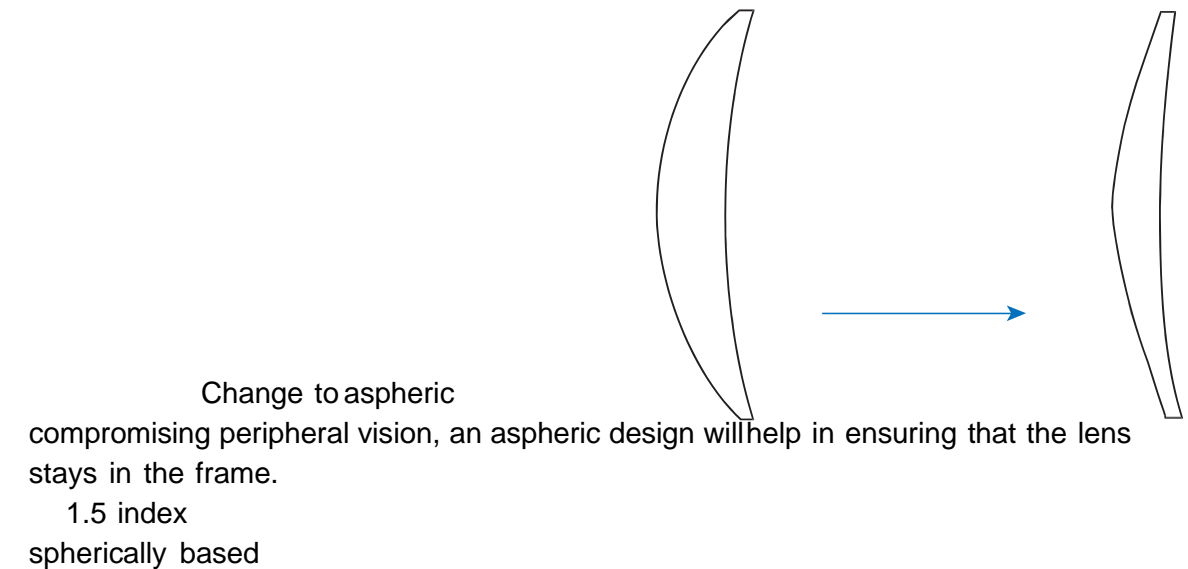 Change to aspheric
compromising peripheral vision, an aspheric design will help in ensuring that the lens
stays in the frame.
1.5 index
spherically based